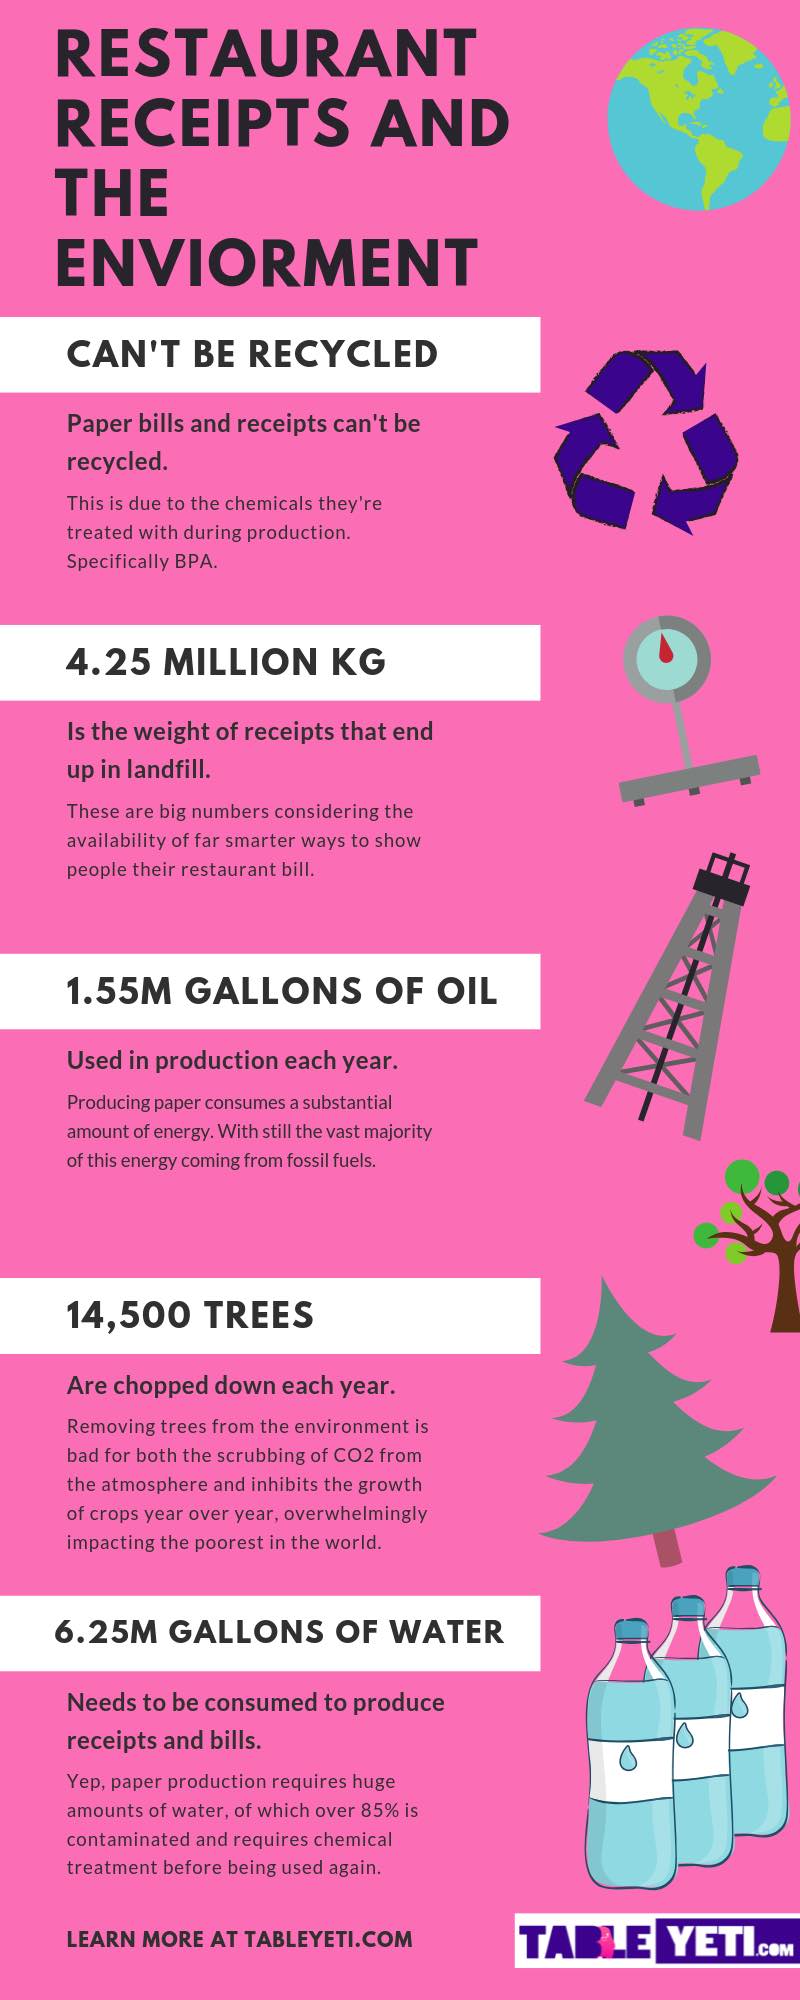 RESTAURANT
RECEIPTS AND
THE
ENVIORMENT
CAN'T BE RECYCLED
Paper bills and receipts can't be
recycled.
This is due to the chemicals they're
treated with during production.
Specifically BPA.
4.25 MILLION KG
Is the weight of receipts that end
up in landfill.
These are big numbers considering the
availability of far smarter ways to show
people their restaurant bill.
1.55M GALLONS OF OIL
Used in production each year.
Producing paper consumes a substantial
amount of energy. With still the vast majority
of this energy coming from fossil fuels.
14,500 TREES
Are chopped down each year.
Removing trees from the environment is
bad for both the scrubbing of CO2 from
the atmosphere and inhibits the growth
of crops year over year, overwhelmingly
impacting the poorest in the world.
6.25M GALLONS OF WATER
Needs to be consumed to produce
receipts and bills.
Yep, paper production requires huge
amounts of water, of which over 85% is
contaminated and requires chemical
treatment before being used again.
LEARN MORE AT TABLEYETI.COM
TABLE YETI.COM